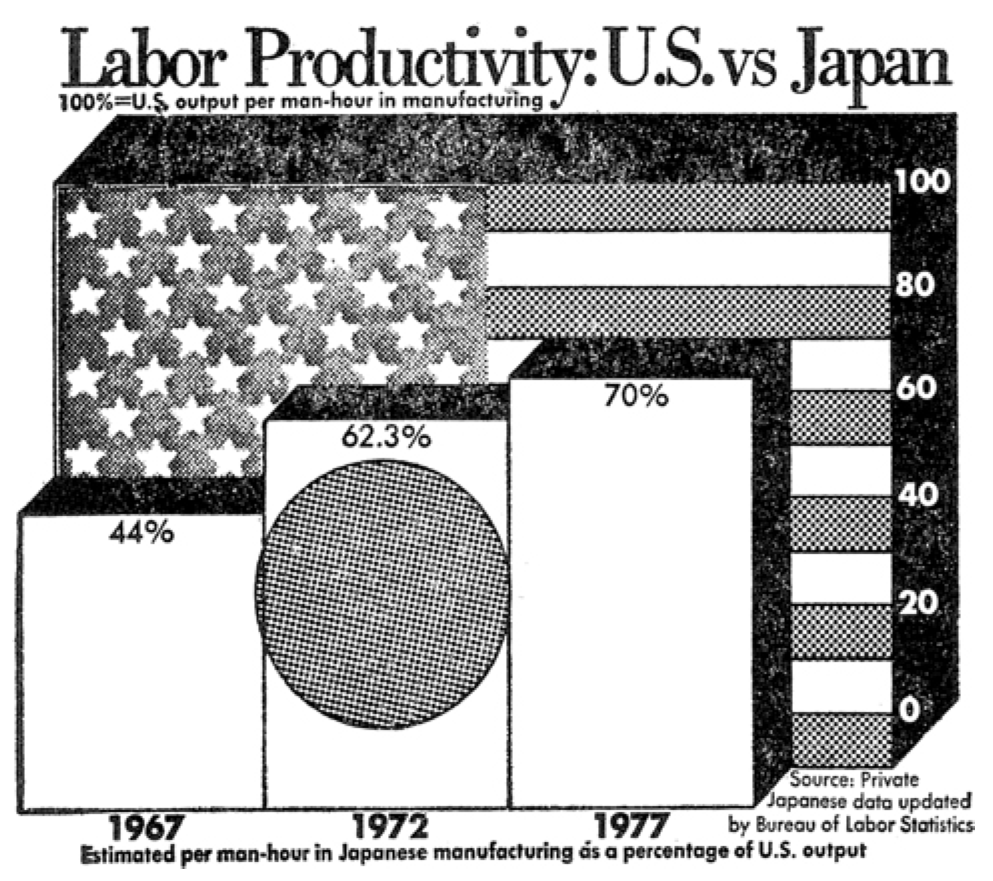 Labor Productivity: U.S. vs Japan
100%=U.S. output per man-hour in manufacturing
100
80
60
40
20
0
44%
62.3%
70%
1967
1972
1977
Source: Private
Japanese data updated
by Bureau of Labor Statistics
Estimated per man-hour in Japanese manufacturing as a percentage of U.S. output